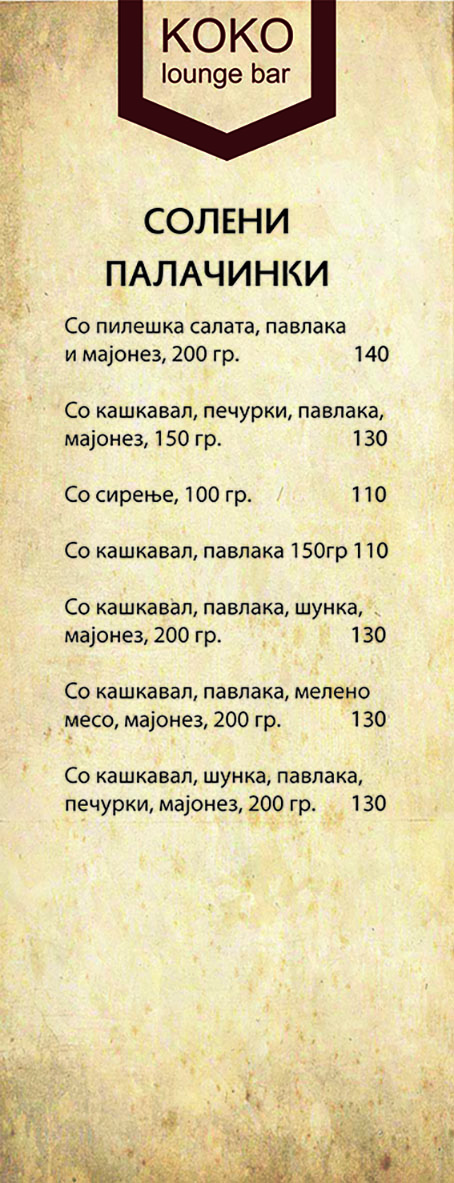 KOKO
lounge bar
СОЛЕНИ
ПАЛАЧИНКИ
Со пилешка салата, павлака
и мајонез, 200 гр. 140
Со кашкавал, печурки, павлака,
мајонез, 150 гр. 130
Со сирење, 100 гр. 110
Со кашкавал, павлака 150гр 110
Со кашкавал, павлака, шунка,
мајонез, 200 гр. 130
Со кашкавал, павлака, мелено
месо, мајонез, 200 гр. 130
Со кашкавал, шунка, павлака,
печурки, мајонез, 200 гр. 130